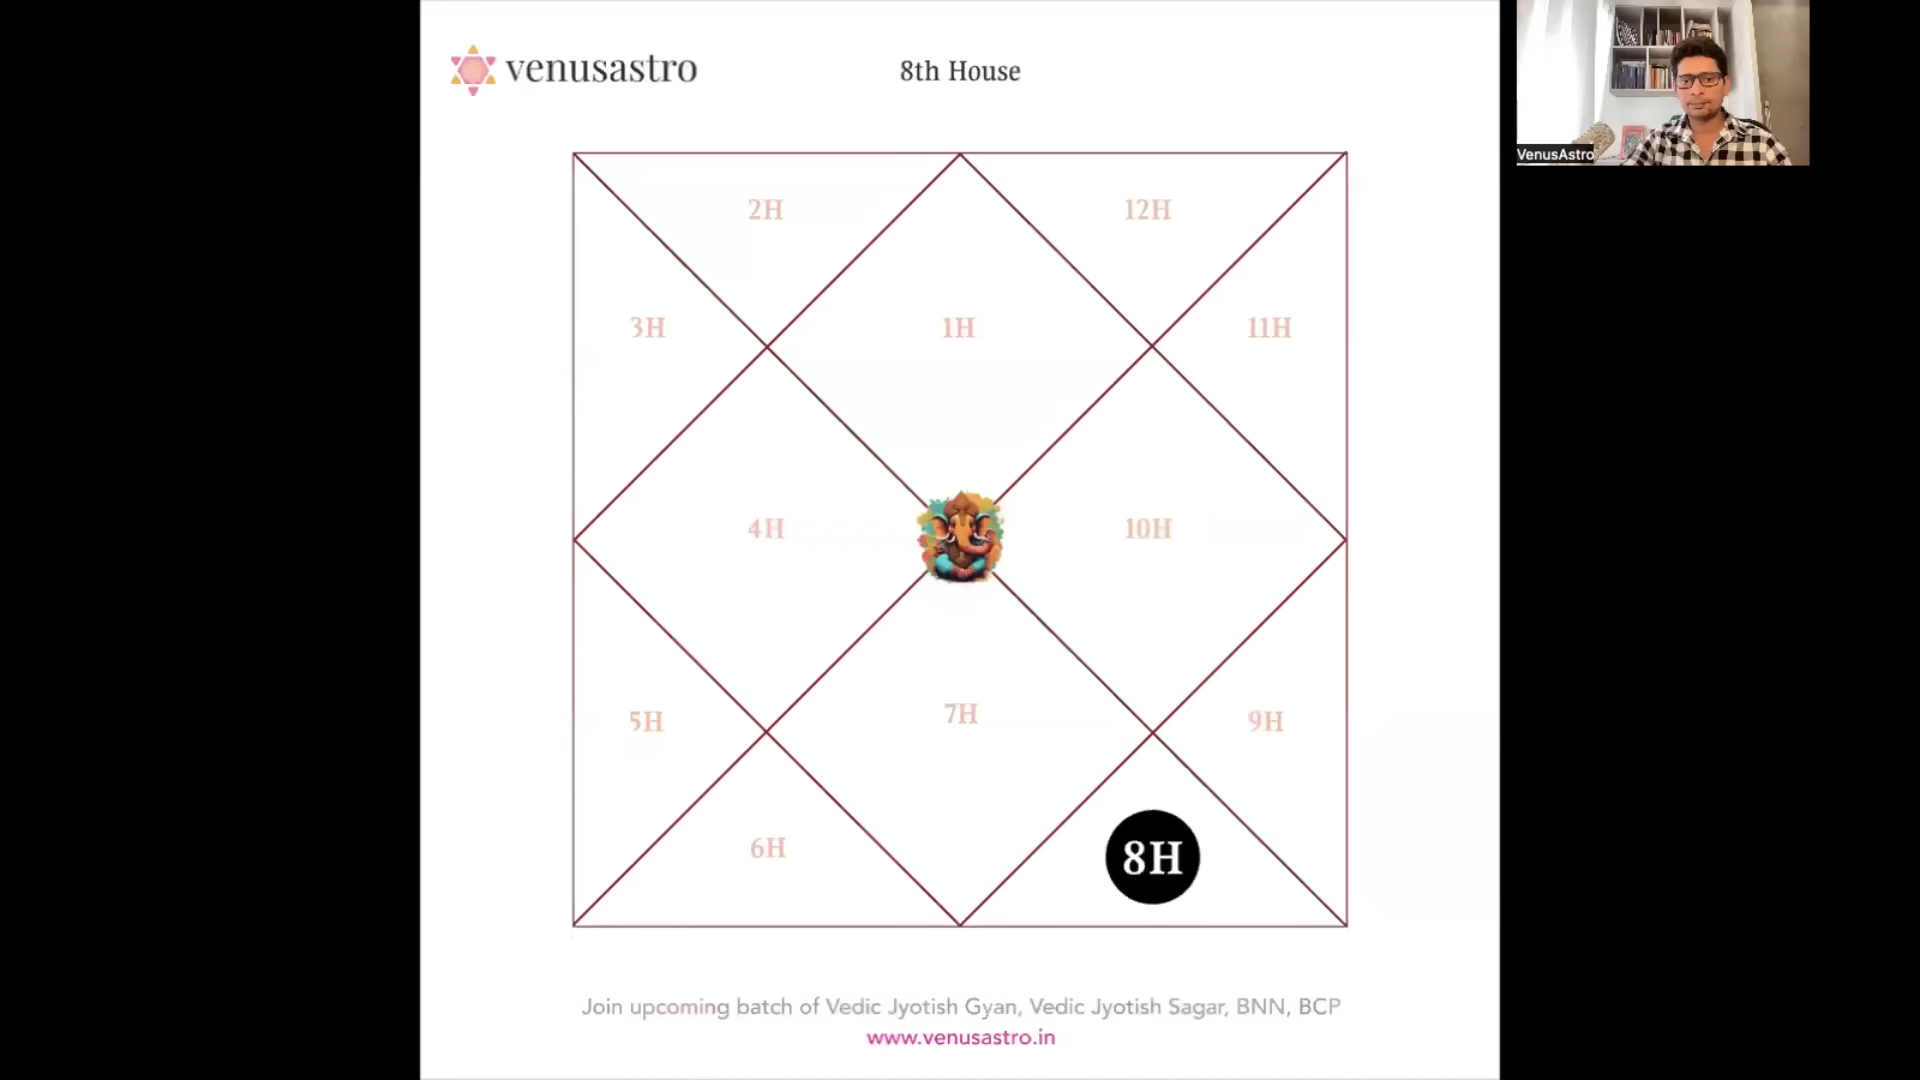 venusastro
8th House
VenusAstro
2H
12H
3H
1H
11H
4H
10H
5H
7H
9H
6H
8H
Join upcoming batch of Vedic Jyotish Gyan, Vedic Jyotish Sagar, BNN, BCP
www.venusastro.in